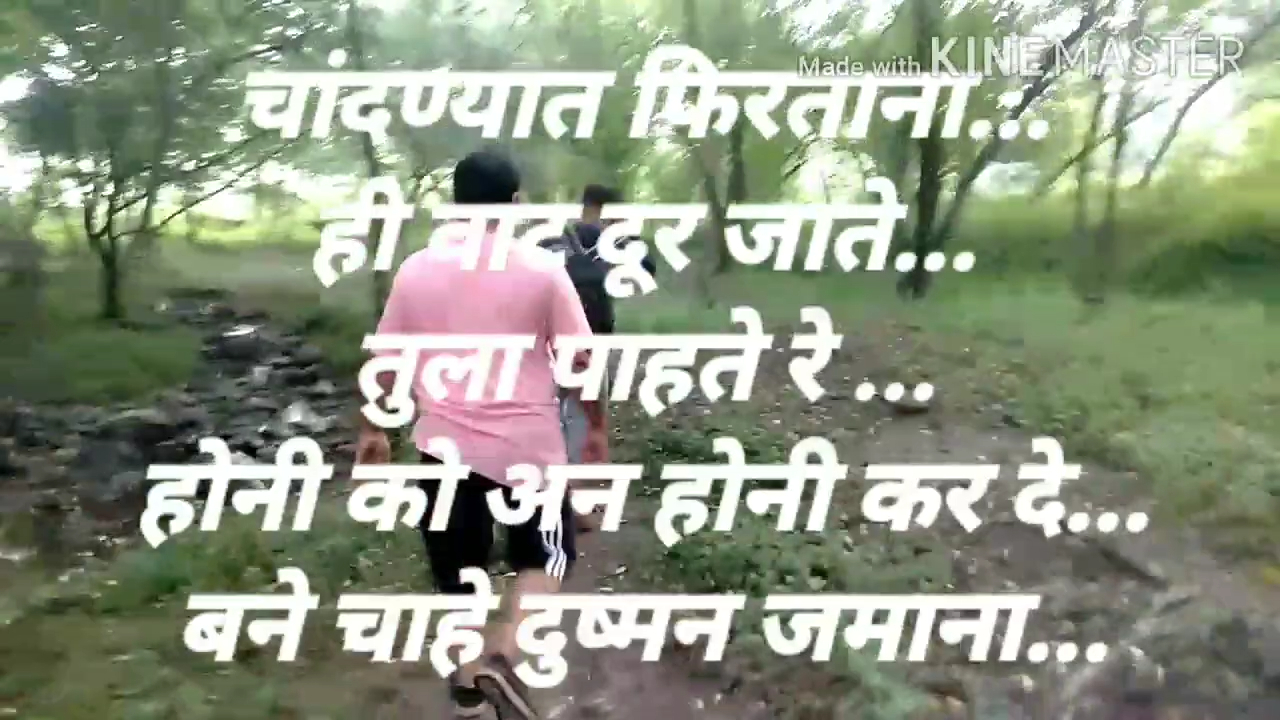 Made with KINEMASTER
चांदण्यात फिरताना...
ही वाट दूर जाते...
तुला पाहते रे ...
होनी को अन होनी कर दे...
बने चाहे दुष्मन जमाना...